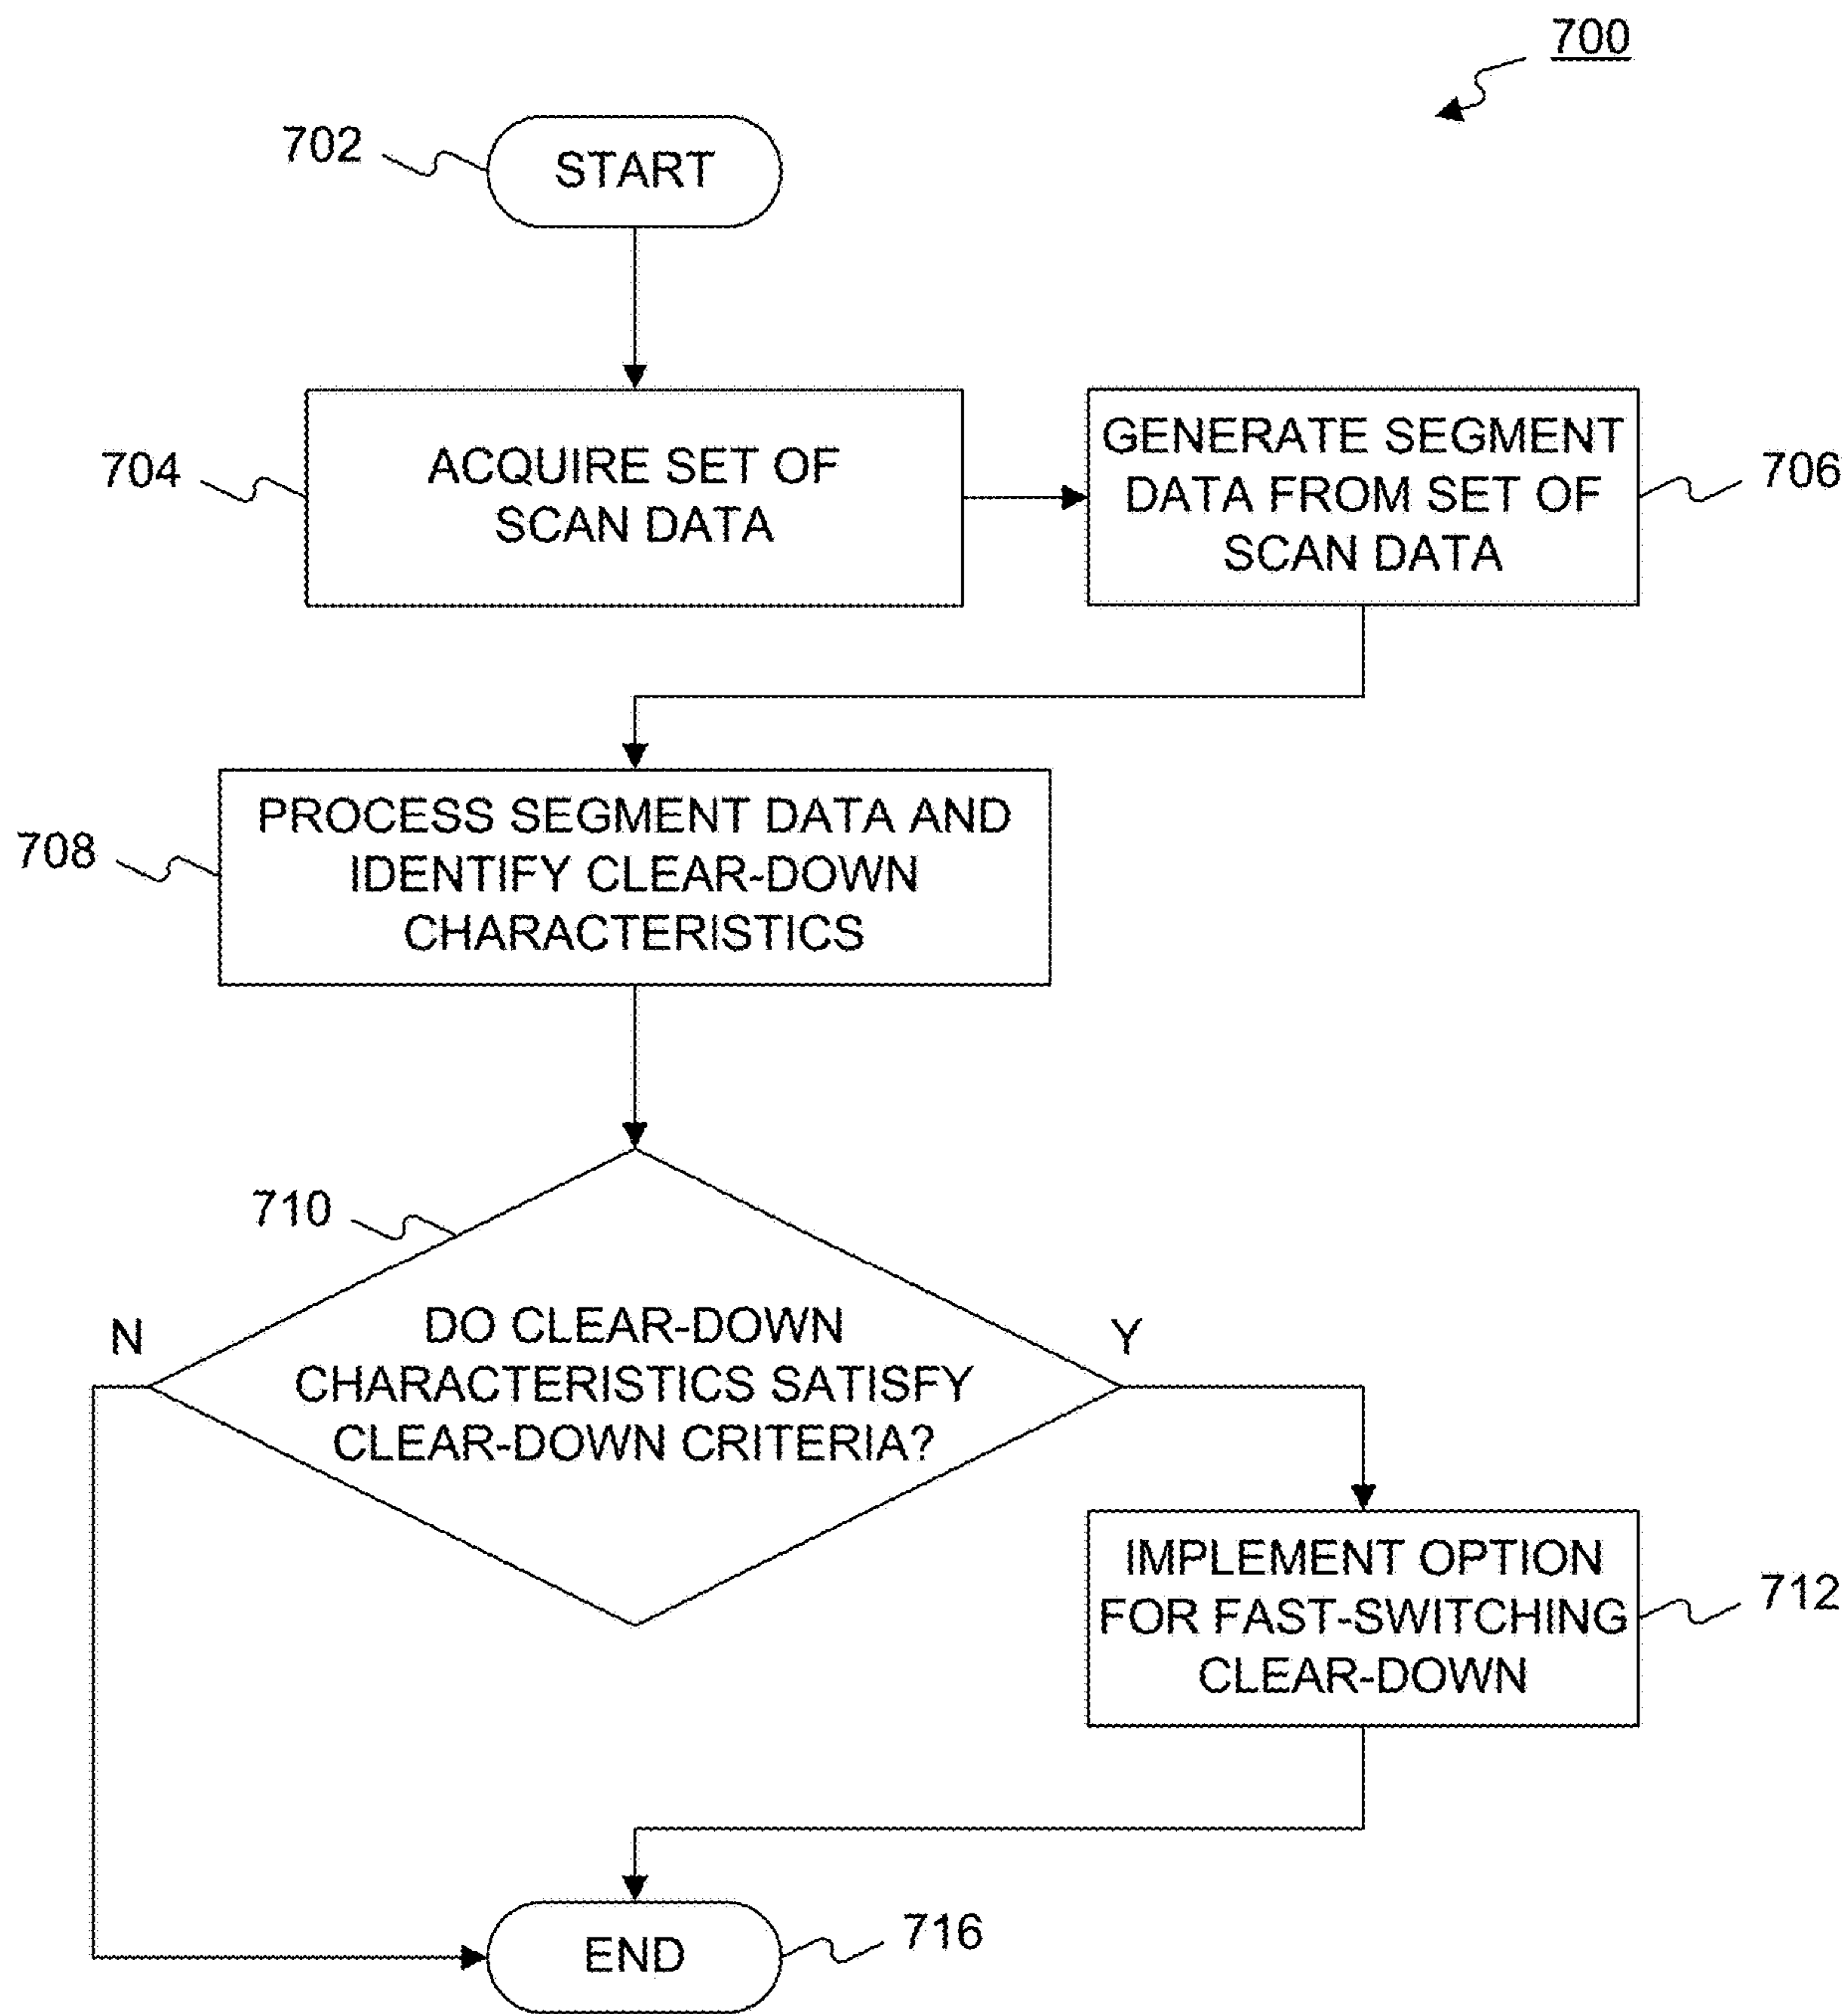 700
702
START
704
ACQUIRE SET OF
SCAN DATA
GENERATE SEGMENT
DATA FROM SET OF
SCAN DATA
706
708
PROCESS SEGMENT DATA AND
IDENTIFY CLEAR-DOWN
CHARACTERISTICS
710
N
DO CLEAR-DOWN
CHARACTERISTICS SATISFY
CLEAR-DOWN CRITERIA?
Y
IMPLEMENT OPTION
FOR FAST-SWITCHING
CLEAR-DOWN
712
END
716